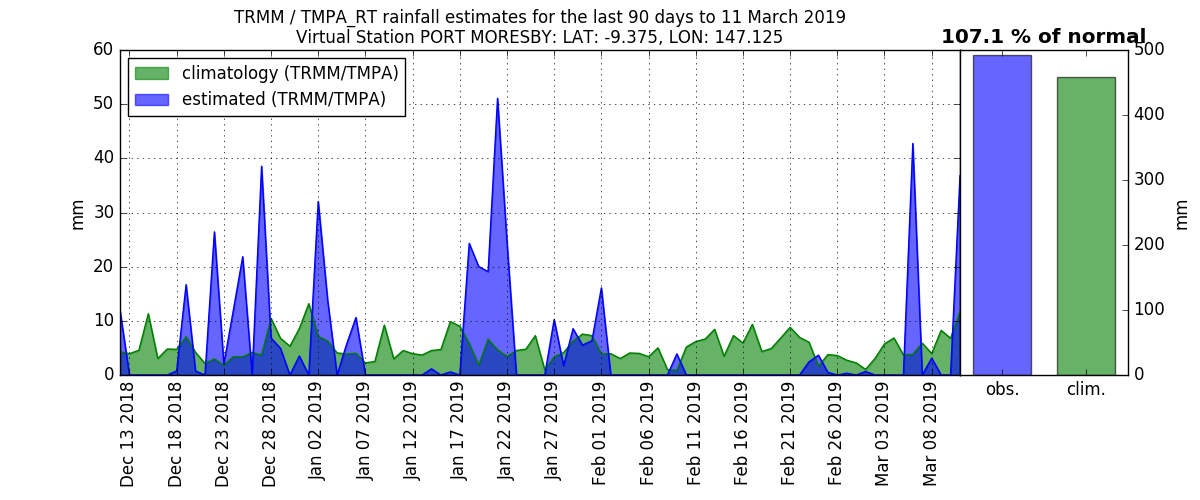 TRMM / TMPA_RT rainfall estimates for the last 90 days to 11 March 2019
Virtual Station PORT MORESBY: LAT: -9.375, LON: 147.125
107.1 % of normal
climatology (TRMM/TMPA)
estimated (TRMM/TMPA)
60
50
40
30
20
10
0
mm
Dec 13 2018
Dec 18 2018
Dec 23 2018
Dec 28 2018
Jan 02 2019
Jan 07 2019
Jan 12 2019
Jan 17 2019
Jan 22 2019
Jan 27 2019
Feb 01 2019
Feb 06 2019
Feb 11 2019
Feb 16 2019
Feb 21 2019
Feb 26 2019
Mar 03 2019
Mar 08 2019
obs.
clim.
500
400
300
200
100
0
mm